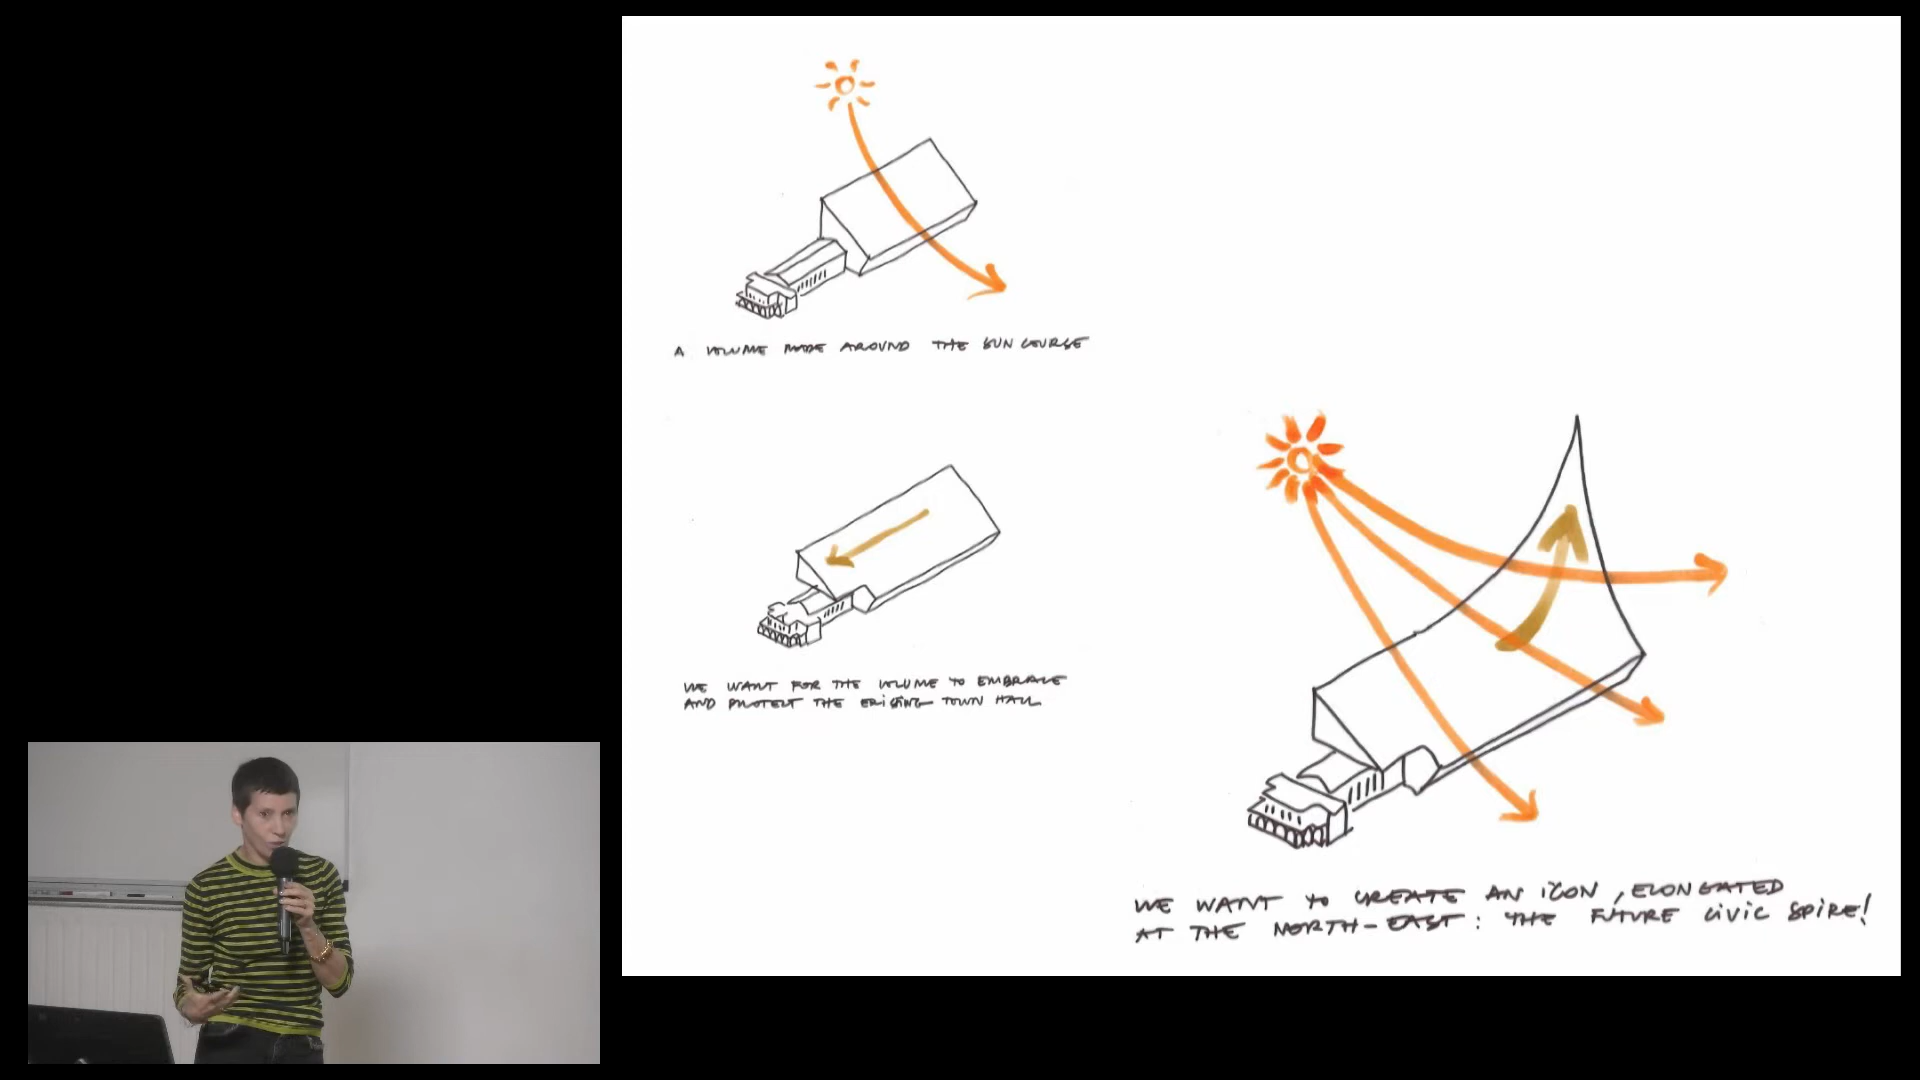 A VOLUME MADE AROUND THE SUN COURSE
WE WANT FOR THE VOLUME TO EMBRACE
AND PROTECT THE EXISTING TOWN HALL
WE WANT TO CREATE AN ICON, ELONGATED
AT THE NORTH-EAST: THE FUTURE CIVIC SPIRE!